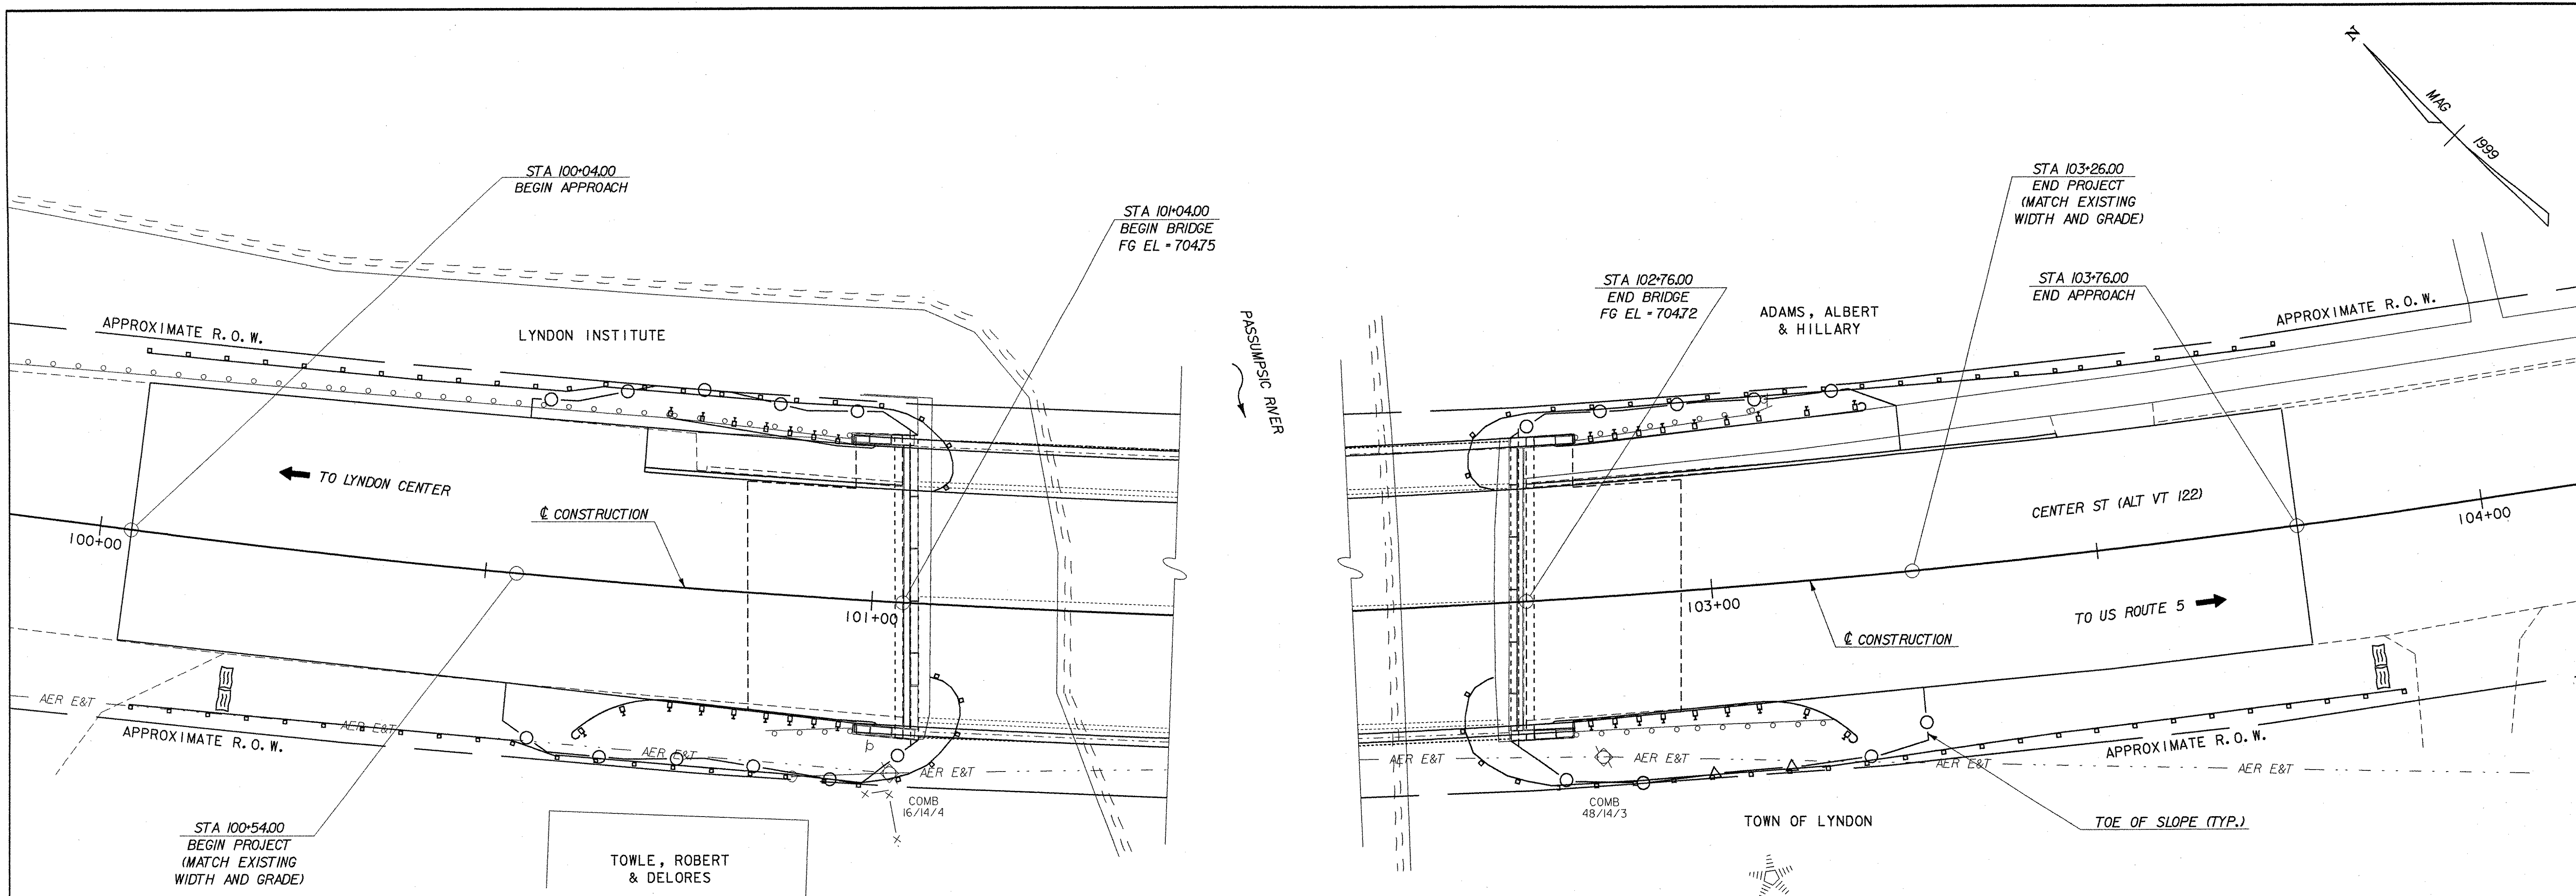 N
MAG
1999
STA 100+04.00
BEGIN APPROACH
STA 101+04.00
BEGIN BRIDGE
FG EL = 704.75
STA 103+26.00
END PROJECT
(MATCH EXISTING
WIDTH AND GRADE)
STA 102+76.00
END BRIDGE
FG EL = 704.72
STA 103+76.00
END APPROACH
ADAMS, ALBERT
& HILLARY
PASSUMPSIC RIVER
APPROXIMATE R.O.W.
LYNDON INSTITUTE
APPROXIMATE R.O.W.
TO LYNDON CENTER
℄ CONSTRUCTION
100+00
101+00
CENTER ST (ALT VT 122)
104+00
103+00
TO US ROUTE 5
℄ CONSTRUCTION
AER E&T
AER E&T
AER E&T
AER E&T
AER E&T
AER E&T
AER E&T
AER E&T
APPROXIMATE R.O.W.
APPROXIMATE R.O.W.
COMB
16/14/4
COMB
48/14/3
TOWN OF LYNDON
TOE OF SLOPE (TYP.)
STA 100+54.00
BEGIN PROJECT
(MATCH EXISTING
WIDTH AND GRADE)
TOWLE, ROBERT
& DELORES